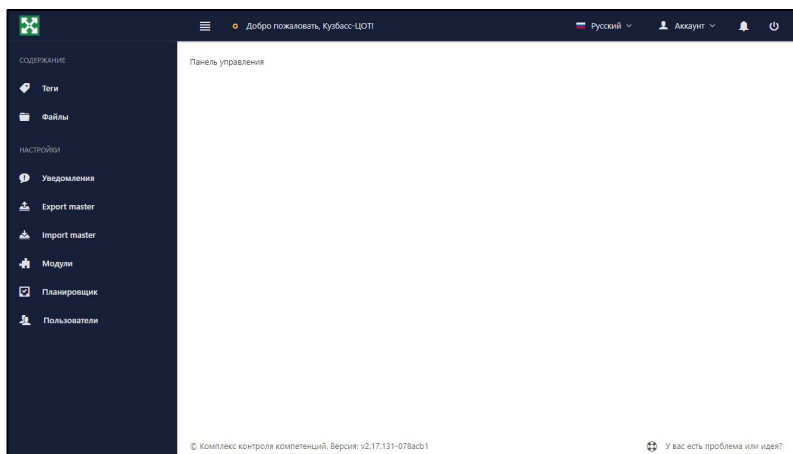 Добро пожаловать, Кузбасс-ЦОТ!
Русский
Аккаунт
СОДЕРЖАНИЕ
Панель управления
Теги
Файлы
НАСТРОЙКИ
Уведомления
Export master
Import master
Модули
Планировщик
Пользователи
© Комплекс контроля компетенций. Версия: v2.17.131-078acb1
У вас есть проблема или идея?